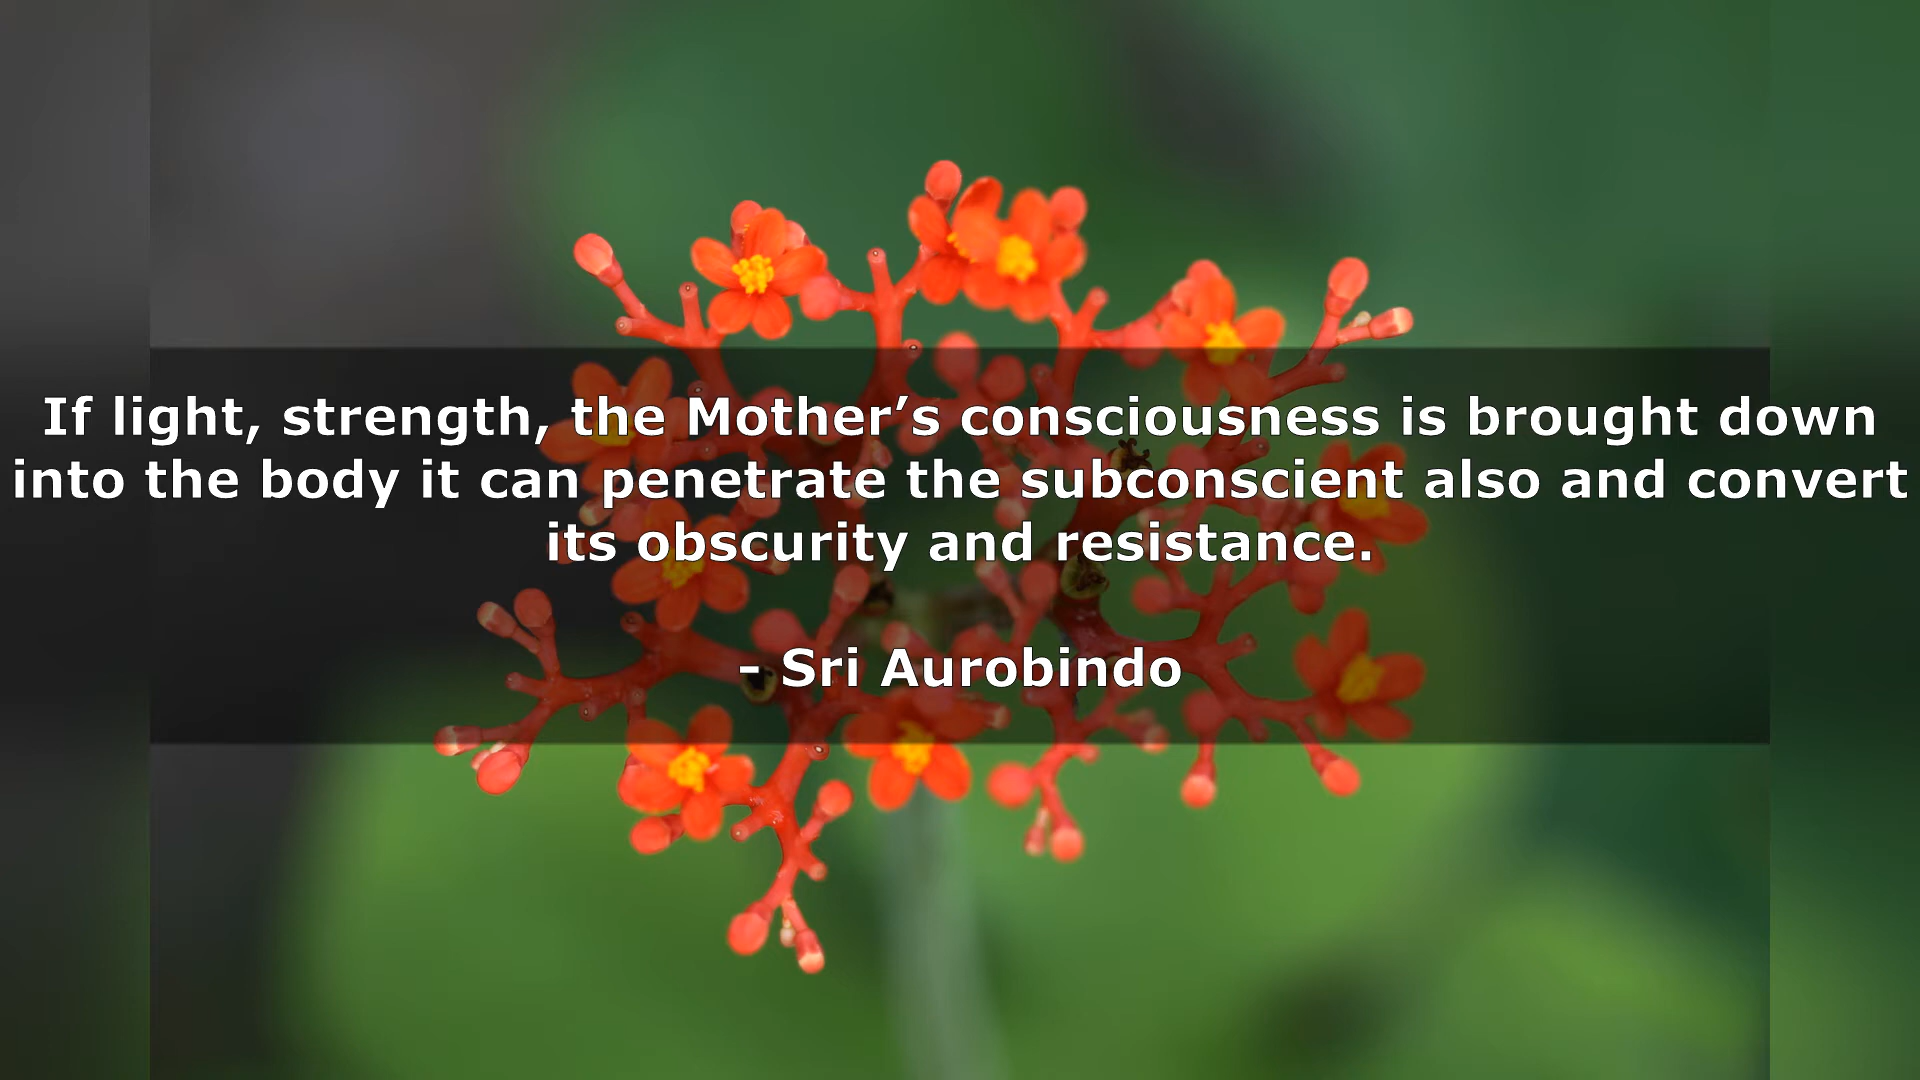 If light, strength, the Mother’s consciousness is brought down
into the body it can penetrate the subconscient also and convert
its obscurity and resistance.
- Sri Aurobindo